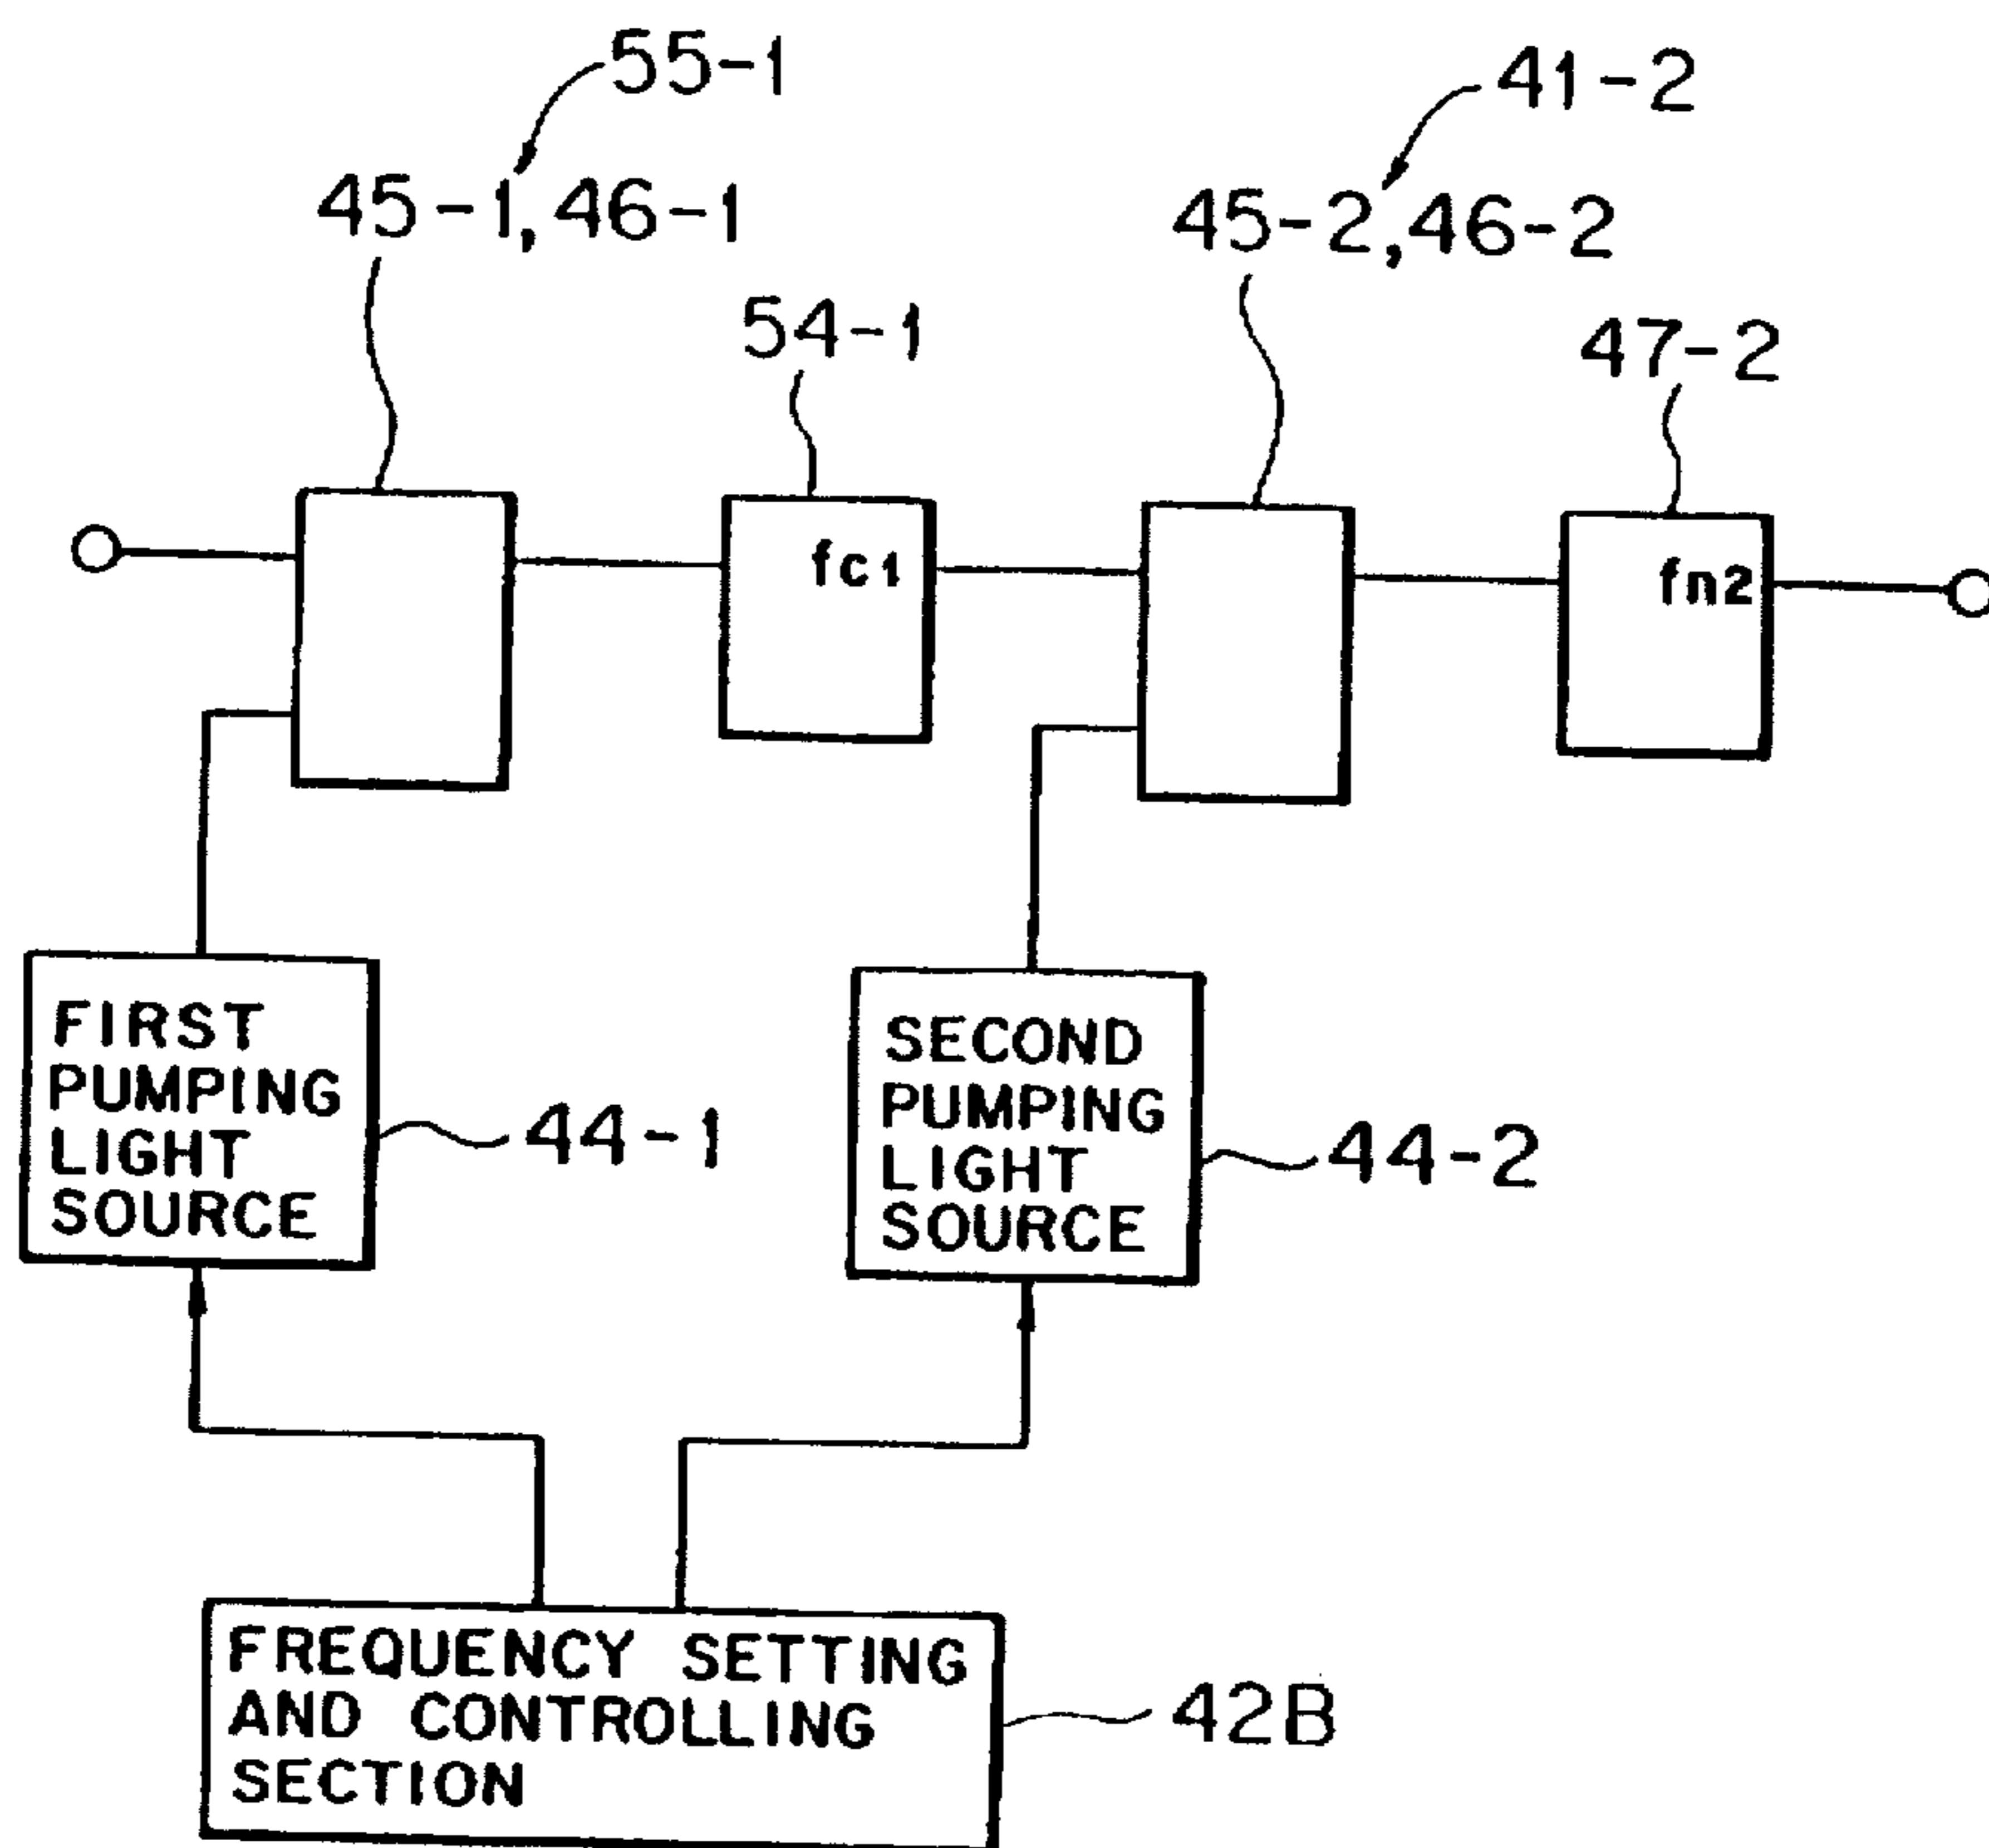 55-1
41-2
45-1,46-1
45-2,46-2
54-1
47-2
fc1
fn2
FIRST
PUMPING
LIGHT
SOURCE
44-1
SECOND
PUMPING
LIGHT
SOURCE
44-2
FREQUENCY SETTING
AND CONTROLLING
SECTION
42B